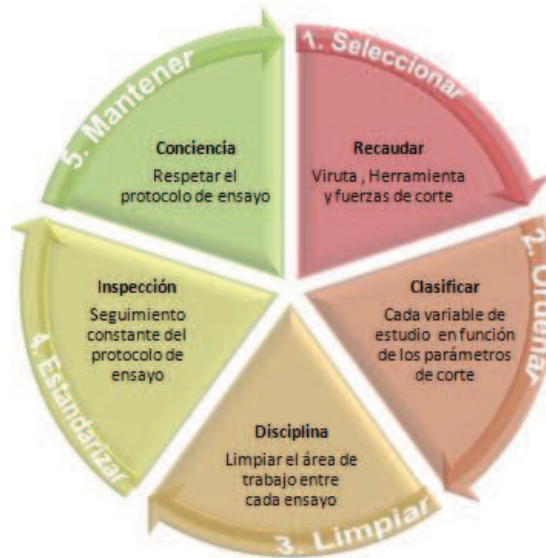 1. Seleccionar
Recaudar
Viruta , Herramienta
y fuerzas de corte
2. Ordenar
Clasificar
Cada variable de
estudio en función
de los parámetros
de corte
3. Limpiar
Disciplina
Limpiar el área de
trabajo entre
cada ensayo
4. Estandarizar
Inspección
Seguimiento
constante del
protocolo de
ensayo
5. Mantener
Conciencia
Respetar el
protocolo de ensayo